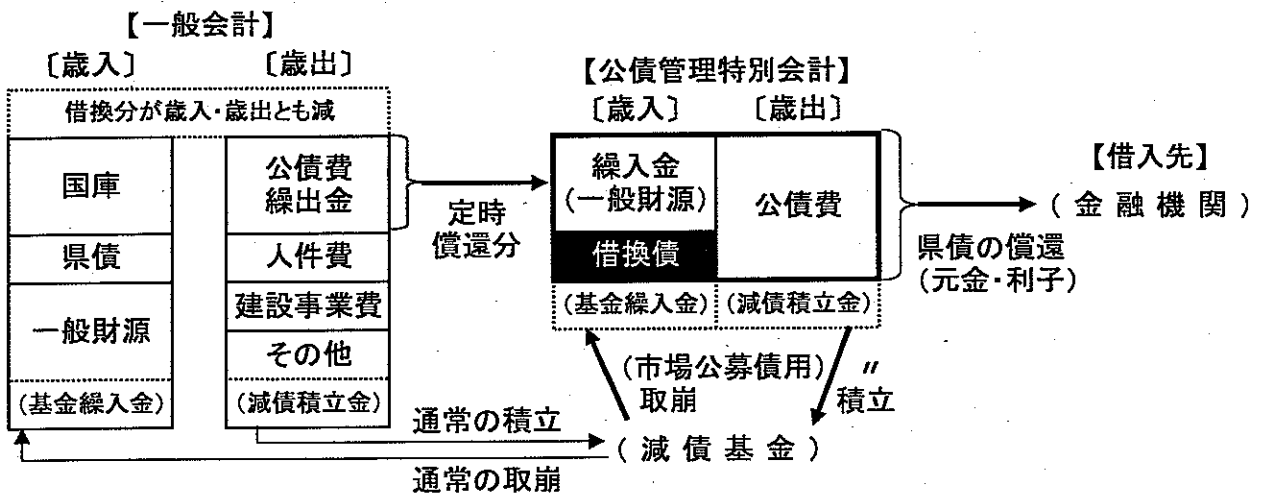 【一般会計】
〔歳入〕
〔歳出〕
借換分が歳入・歳出とも減
国庫
県債
一般財源
(基金繰入金)
公債費
繰出金
人件費
建設事業費
その他
(減債積立金)
定時
償還分
【公債管理特別会計】
〔歳入〕
〔歳出〕
繰入金
(一般財源)
借換債
(基金繰入金)
公債費
(減債積立金)
県債の償還
(元金・利子)
【借入先】
(金融機関)
(市場公募債用)
取崩
〃
積立
通常の積立
(減債基金)
通常の取崩